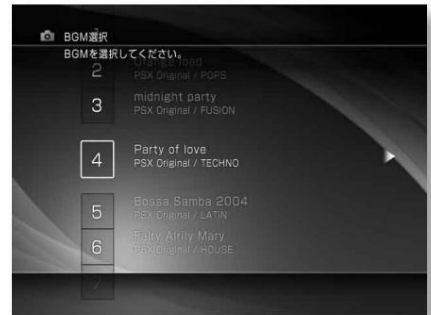 BGM選択
BGMを選択してください。
2
PSX Original / POPS
3
midnight party
PSX Original / FUSION
4
Party of love
PSX Original / TECHNO
5
Bossa Samba 2004
PSX Original / LATIN
6
Mary
PSX Original / HOUSE
7